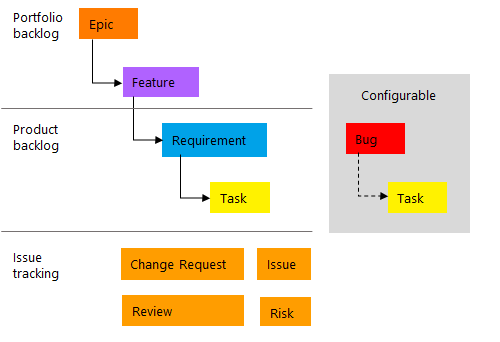 Portfolio
backlog
Epic
Feature
Configurable
Product
backlog
Requirement
Bug
Task
Task
Issue
tracking
Change Request
Issue
Review
Risk